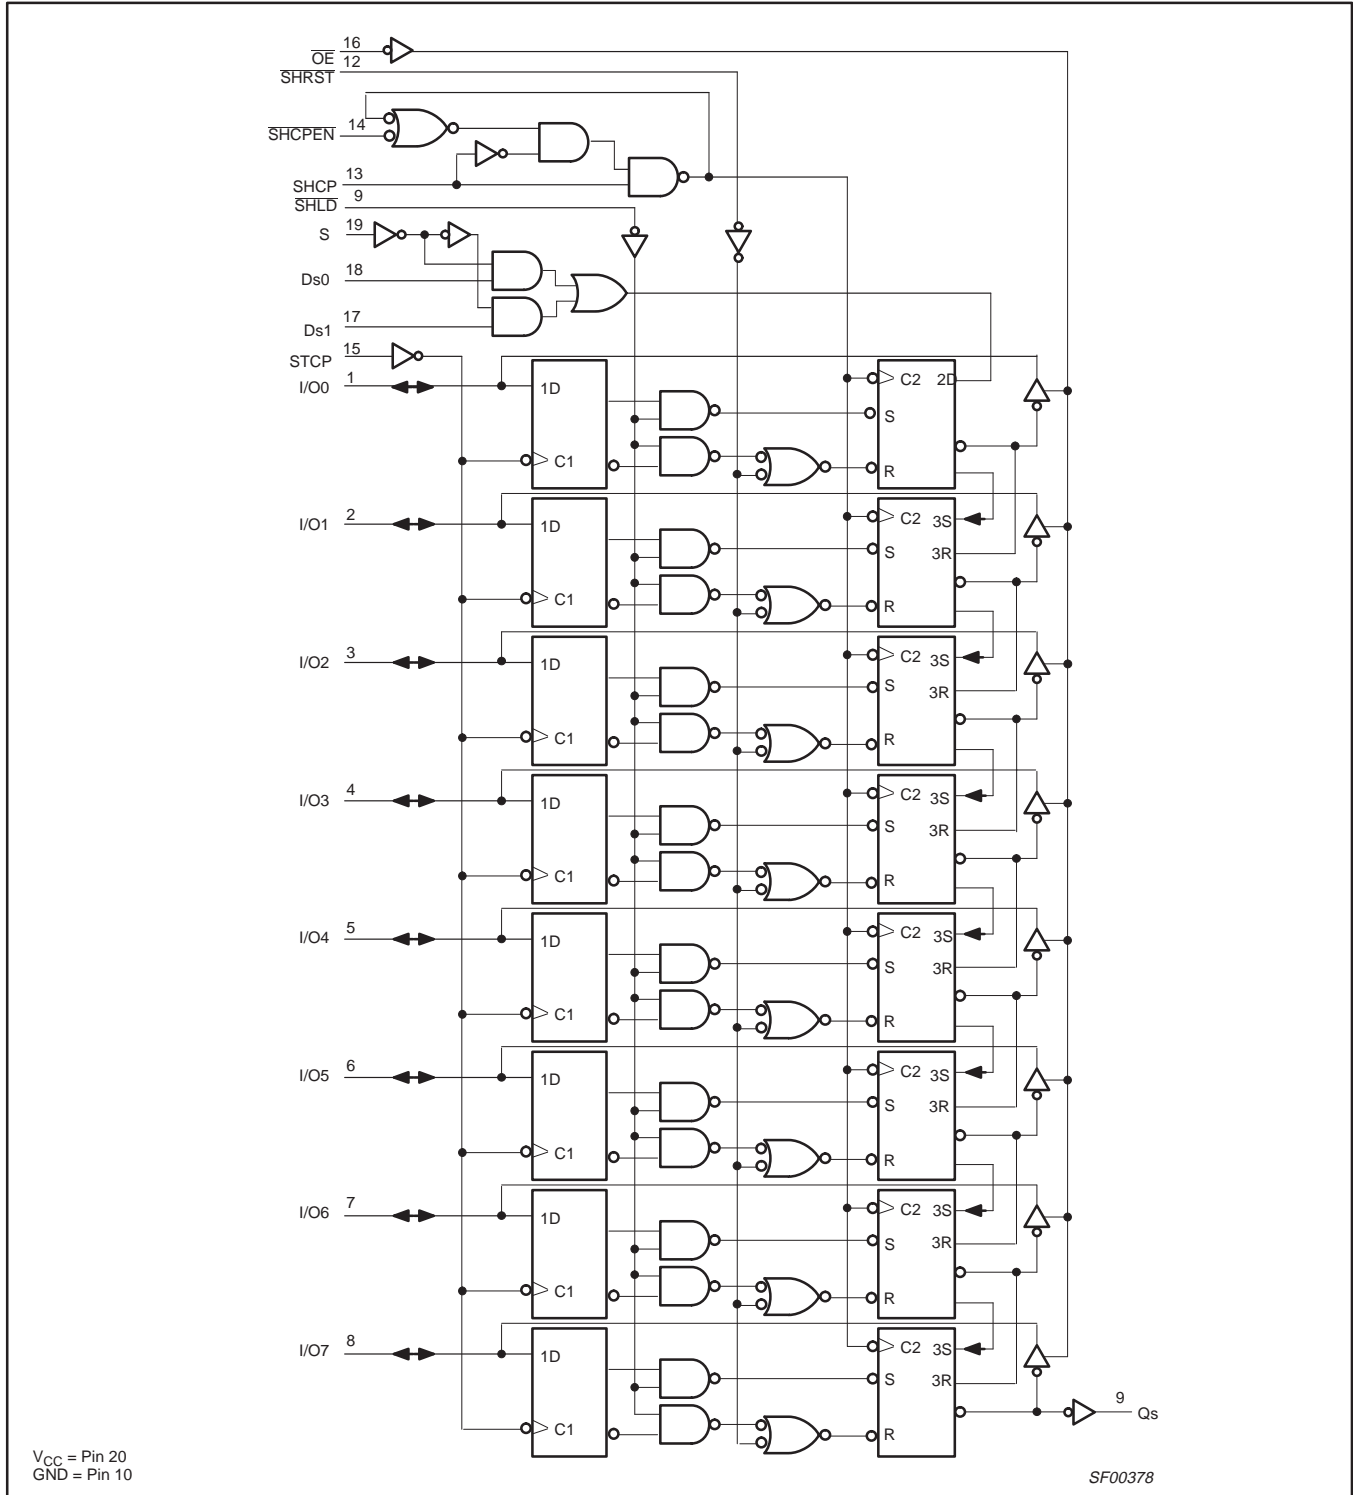 OE 16
SHRST 12
SHCPEN 14
SHCP 13
SHLD 9
S 19
Ds0 18
Ds1 17
STCP 15
I/O0 1
1D C2 2D
S
C1 R
I/O1 2
1D C2 3S
S 3R
C1 R
I/O2 3
1D C2 3S
S 3R
C1 R
I/O3 4
1D C2 3S
S 3R
C1 R
I/O4 5
1D C2 3S
S 3R
C1 R
I/O5 6
1D C2 3S
S 3R
C1 R
I/O6 7
1D C2 3S
S 3R
C1 R
I/O7 8
1D C2 3S
S 3R
C1 R
9 Qs
VCC = Pin 20
GND = Pin 10
SF00378